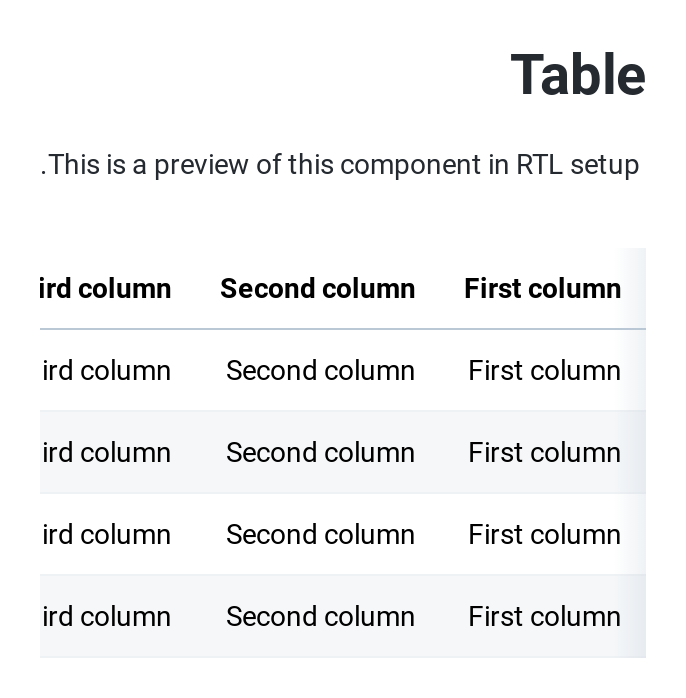 Table
.This is a preview of this component in RTL setup
ird column Second column First column
ird column Second column First column
ird column Second column First column
ird column Second column First column
ird column Second column First column